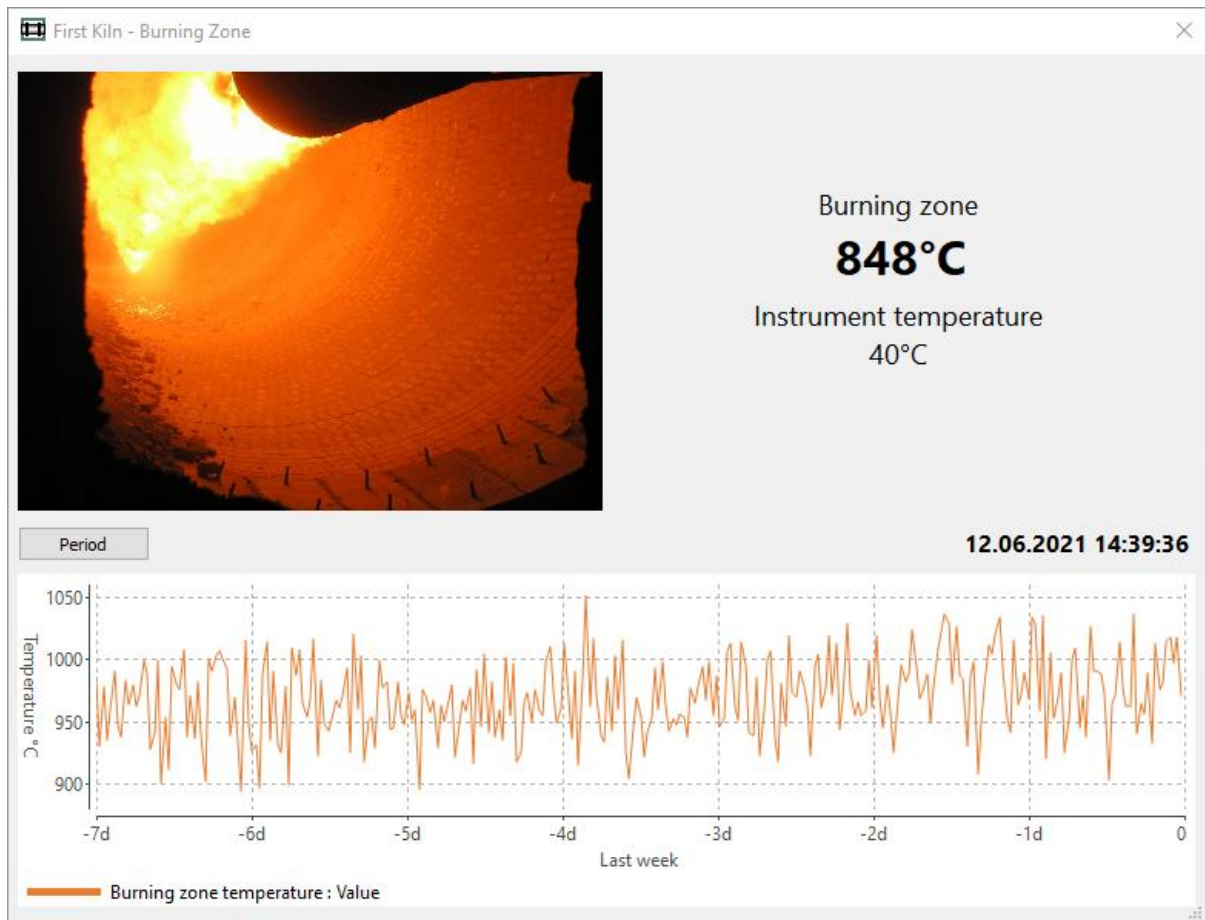 First Kiln - Burning Zone
Burning zone
848°C
Instrument temperature
40°C
Period
12.06.2021 14:39:36
1050
1000
950
900
Temperature °C
-7d -6d -5d -4d -3d -2d -1d 0
Last week
Burning zone temperature : Value